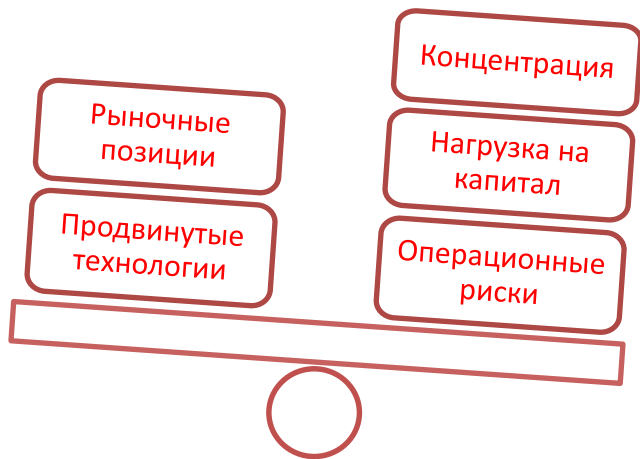 Рыночные
позиции
Продвинутые
технологии
Концентрация
Нагрузка на
капитал
Операционные
риски